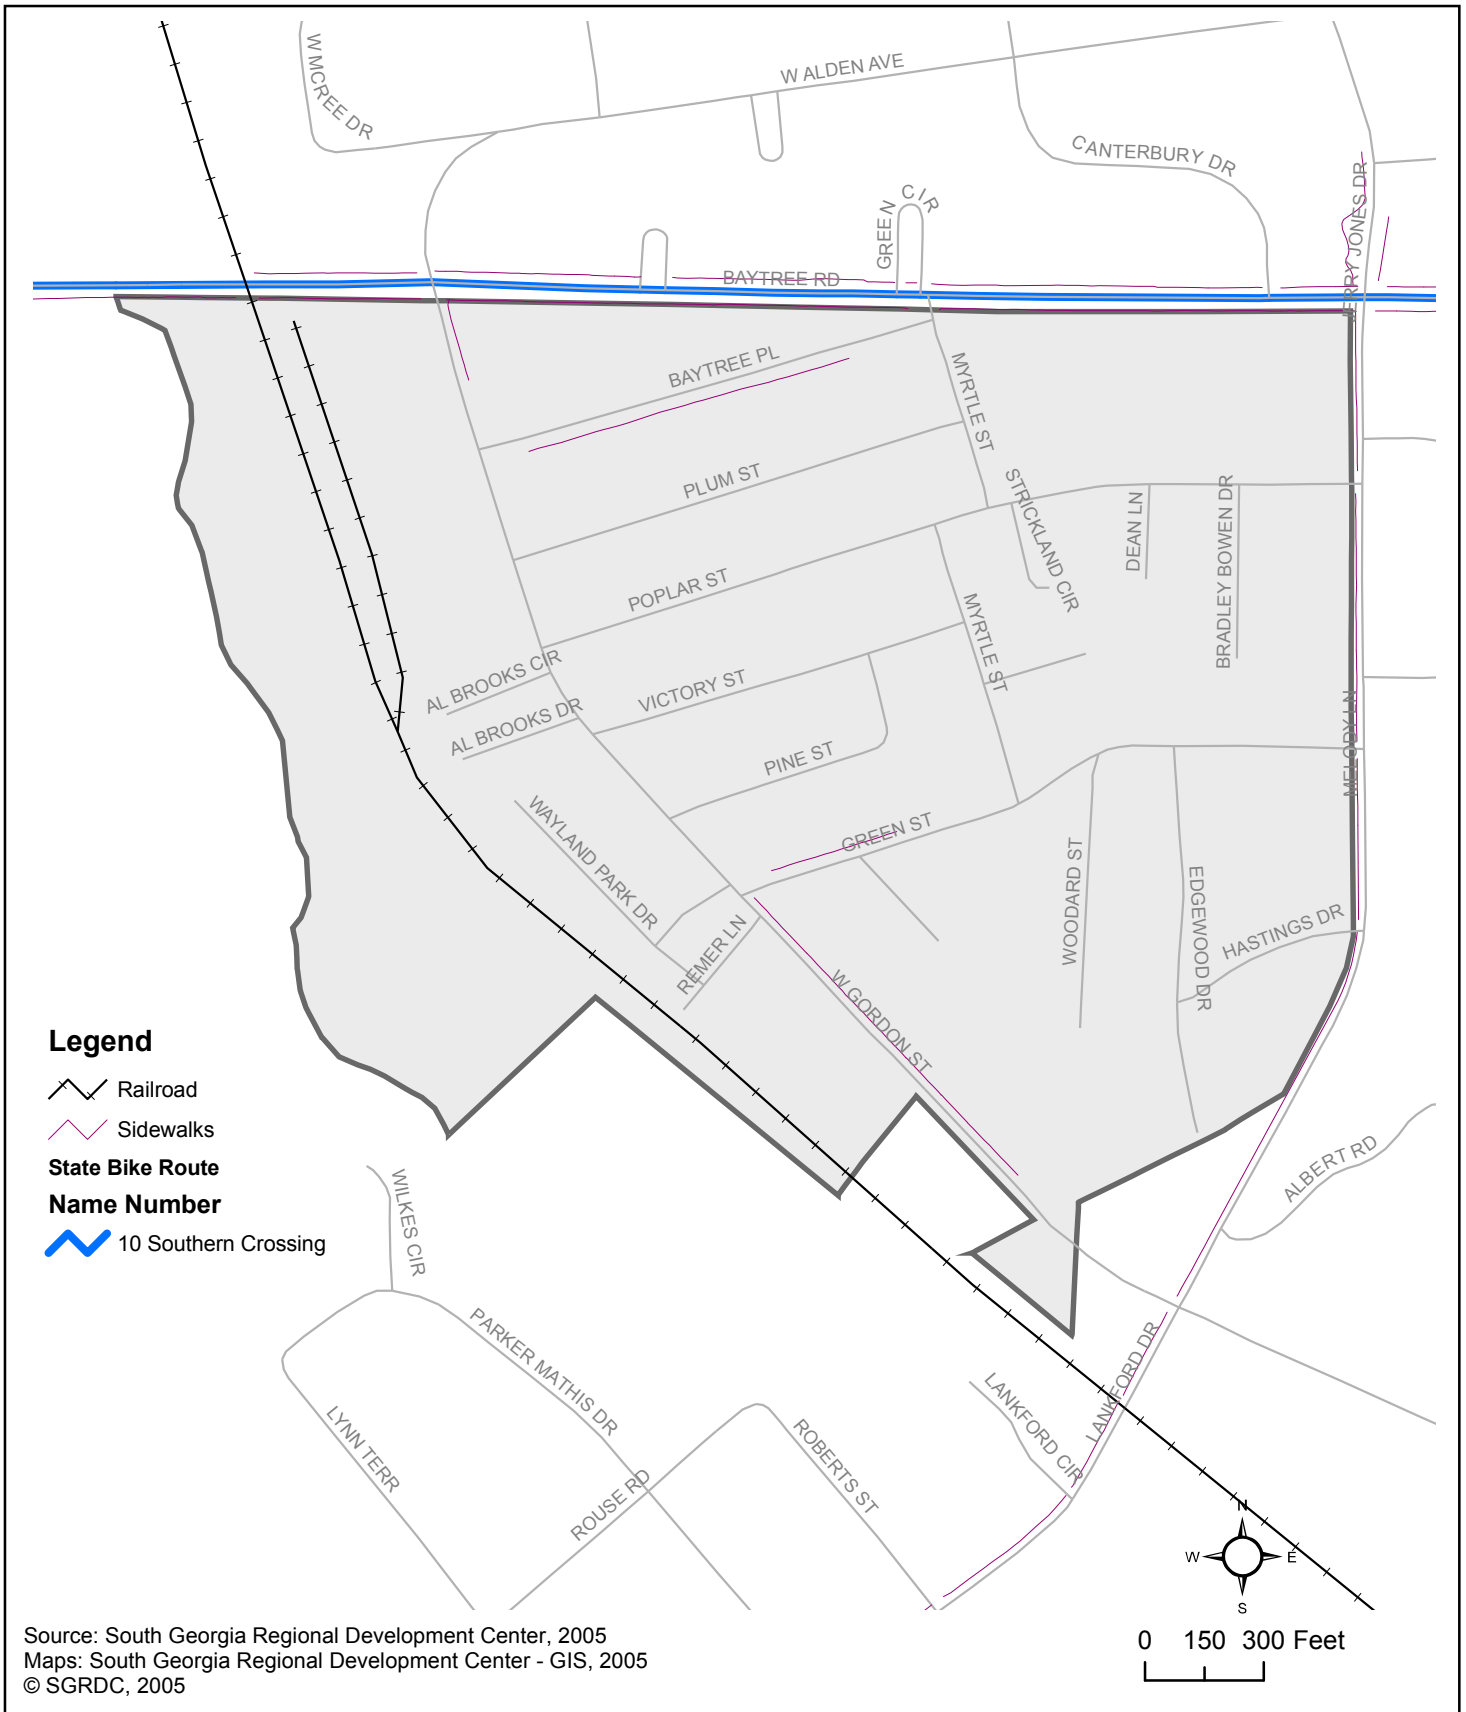 W MCREE DR
W ALDEN AVE
CANTERBURY DR
GREEN CIR
JERRY JONES DR
BAYTREE RD
BAYTREE PL
MYRTLE ST
PLUM ST
STRICKLAND CIR
DEAN LN
BRADLEY BOWEN DR
POPLAR ST
MYRTLE ST
AL BROOKS CIR
VICTORY ST
AL BROOKS DR
MELODY LN
PINE ST
WAYLAND PARK DR
GREEN ST
WOODARD ST
EDGEWOOD DR
HASTINGS DR
REMER LN
W GORDON ST
Legend
Railroad
Sidewalks
State Bike Route
Name Number
10 Southern Crossing
ALBERT RD
WILKES CIR
PARKER MATHIS DR
LANKFORD DR
LANKFORD CIR
LYNN TERR
ROUSE RD
ROBERTS ST
N
W E
S
0 150 300 Feet
Source: South Georgia Regional Development Center, 2005
Maps: South Georgia Regional Development Center - GIS, 2005
© SGRDC, 2005